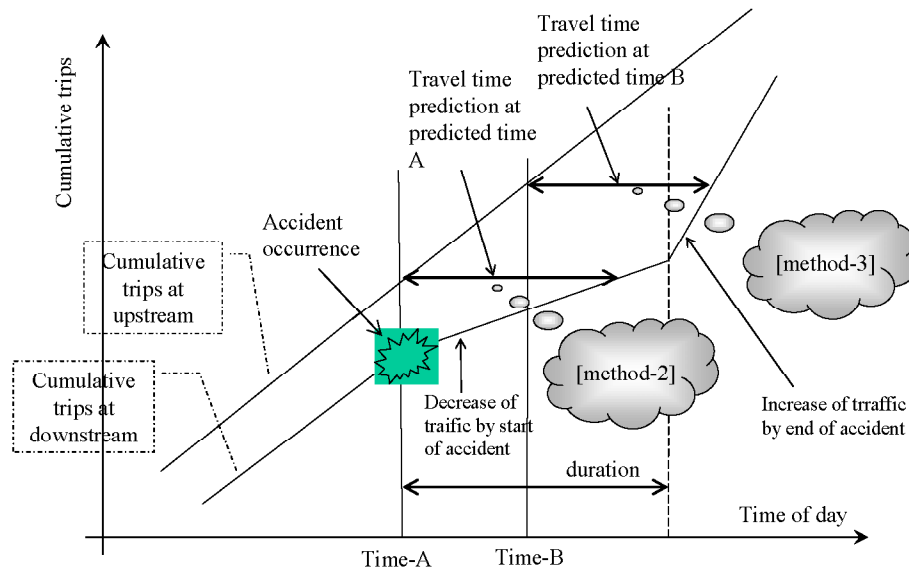 Travel time
prediction at
predicted time B
Travel time
prediction at
predicted time
A
Cumulative trips
Accident
occurrence
Cumulative
trips at
upstream
[method-3]
Cumulative
trips at
downstream
[method-2]
Decrease of
traific by start
of accident
Increase of trraffic
by end of accident
duration
Time of day
Time-A
Time-B